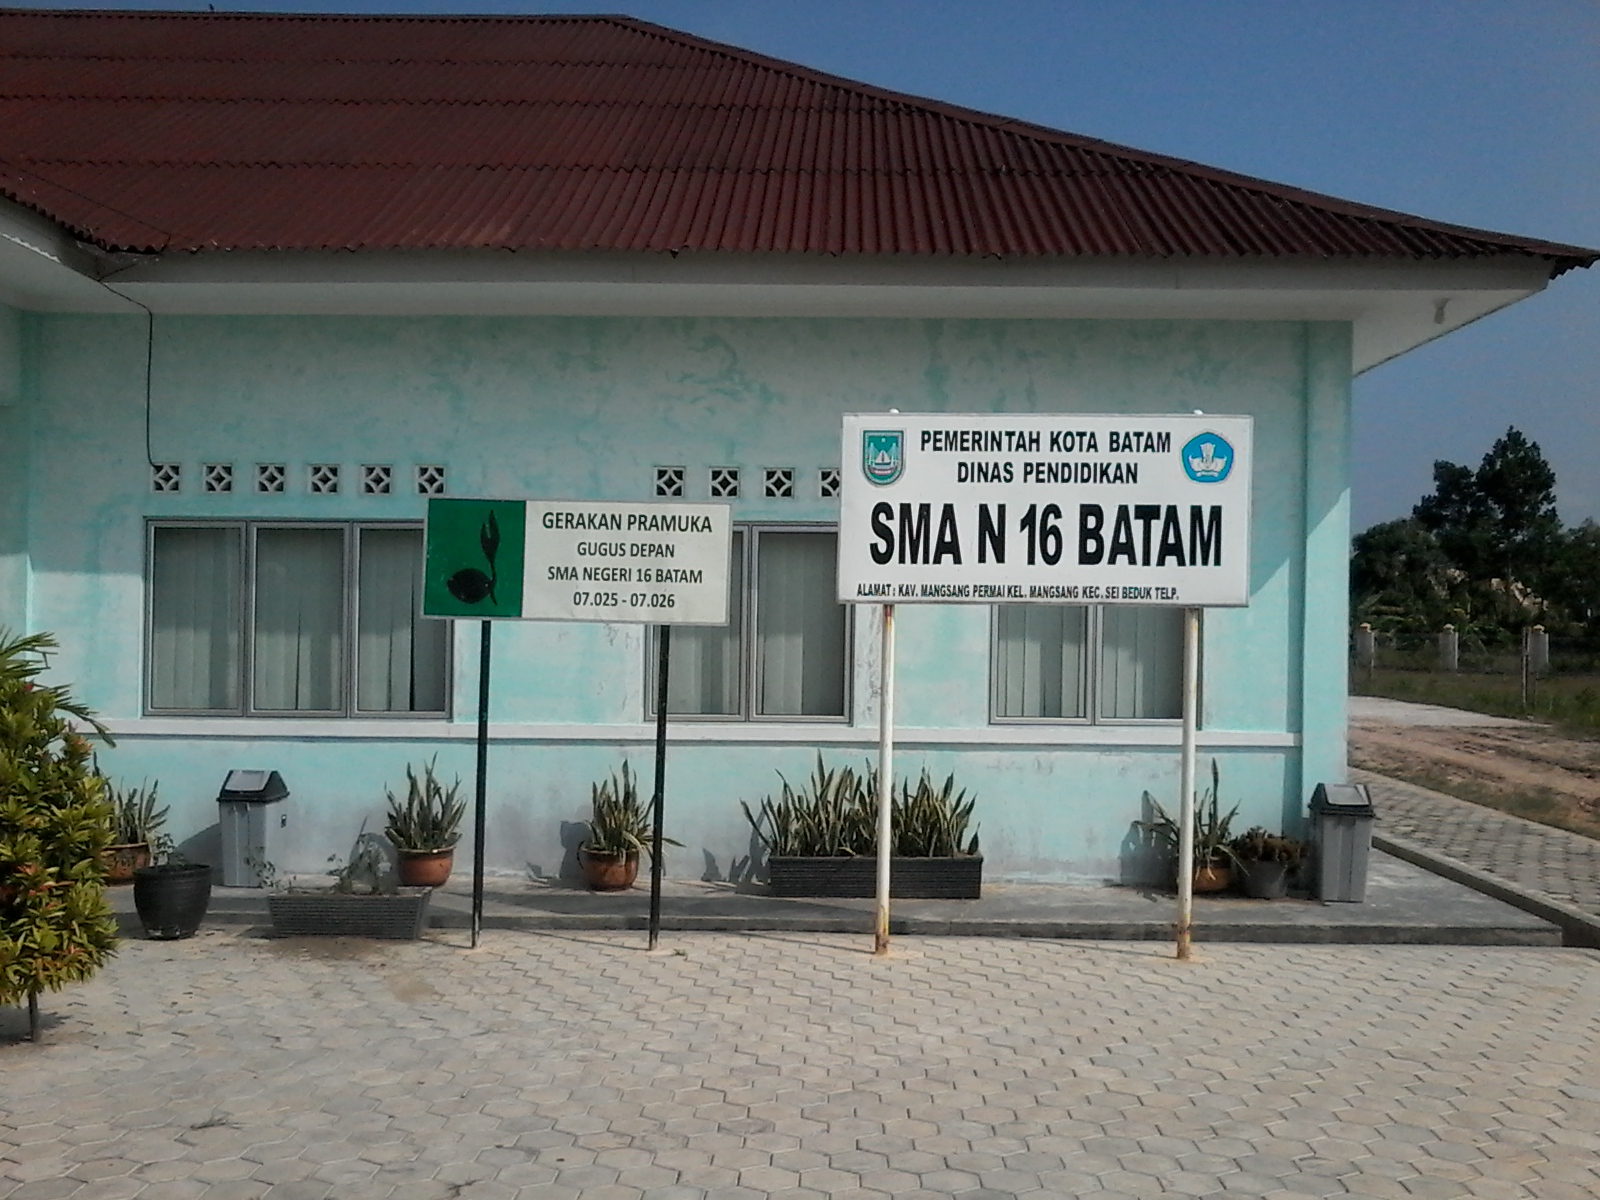 GERAKAN PRAMUKA
GUGUS DEPAN
SMA NEGERI 16 BATAM
07.025 - 07.026
PEMERINTAH KOTA BATAM
DINAS PENDIDIKAN
SMA N 16 BATAM
ALAMAT : KAV. MANGSANG PERMAI KEL. MANGSANG KEC. SEI BEDUK TELP.